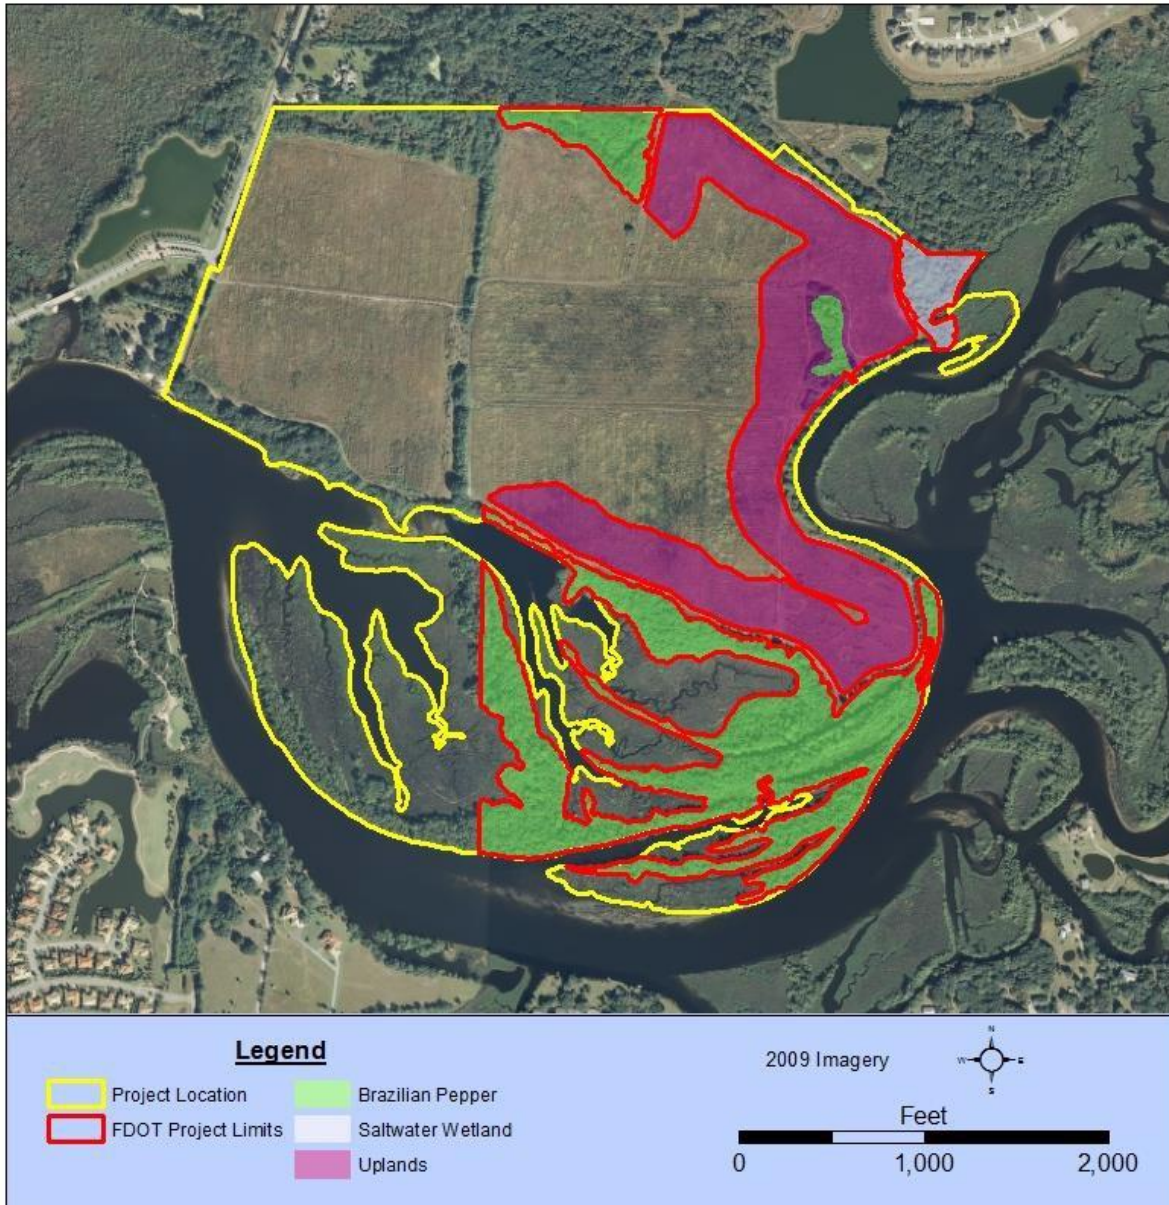 Legend
Project Location
FDOT Project Limits
Brazilian Pepper
Saltwater Wetland
Uplands
2009 Imagery
N
W E
S
Feet
0 1,000 2,000